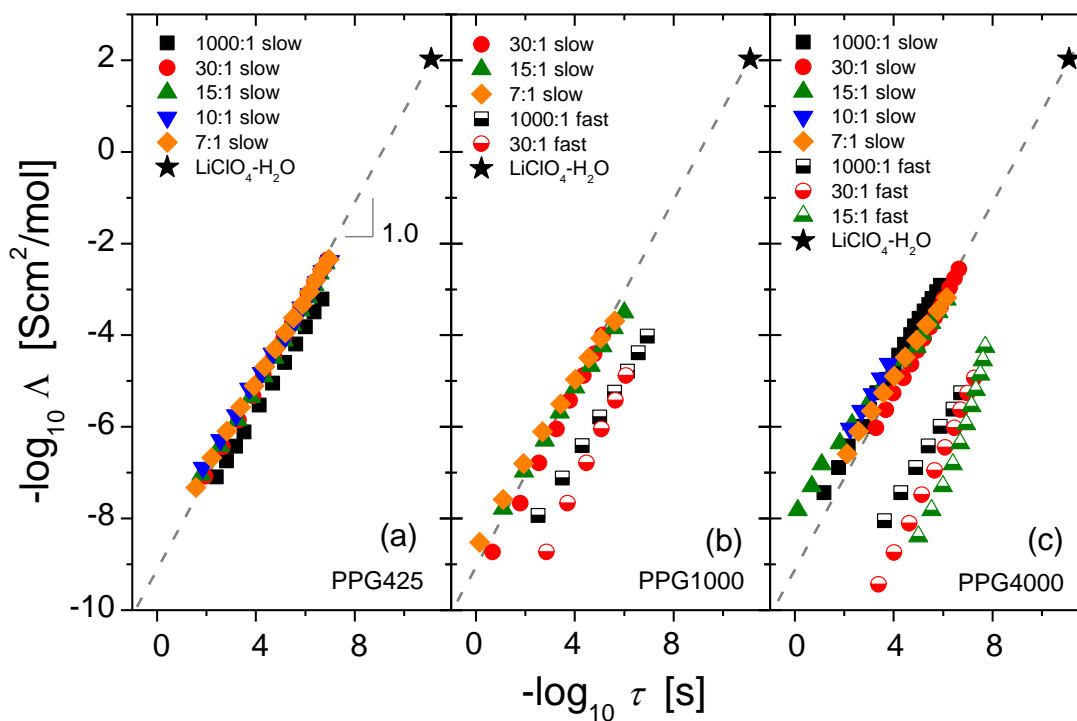 -log10 Λ [Scm²/mol]
2
0
-2
-4
-6
-8
-10
1000:1 slow
30:1 slow
15:1 slow
10:1 slow
7:1 slow
LiClO4-H2O
1.0
(a)
PPG425
0 4 8
30:1 slow
15:1 slow
7:1 slow
1000:1 fast
30:1 fast
LiClO4-H2O
(b)
PPG1000
0 4 8
1000:1 slow
30:1 slow
15:1 slow
10:1 slow
7:1 slow
1000:1 fast
30:1 fast
15:1 fast
LiClO4-H2O
(c)
PPG4000
0 4 8
-log10 τ [s]